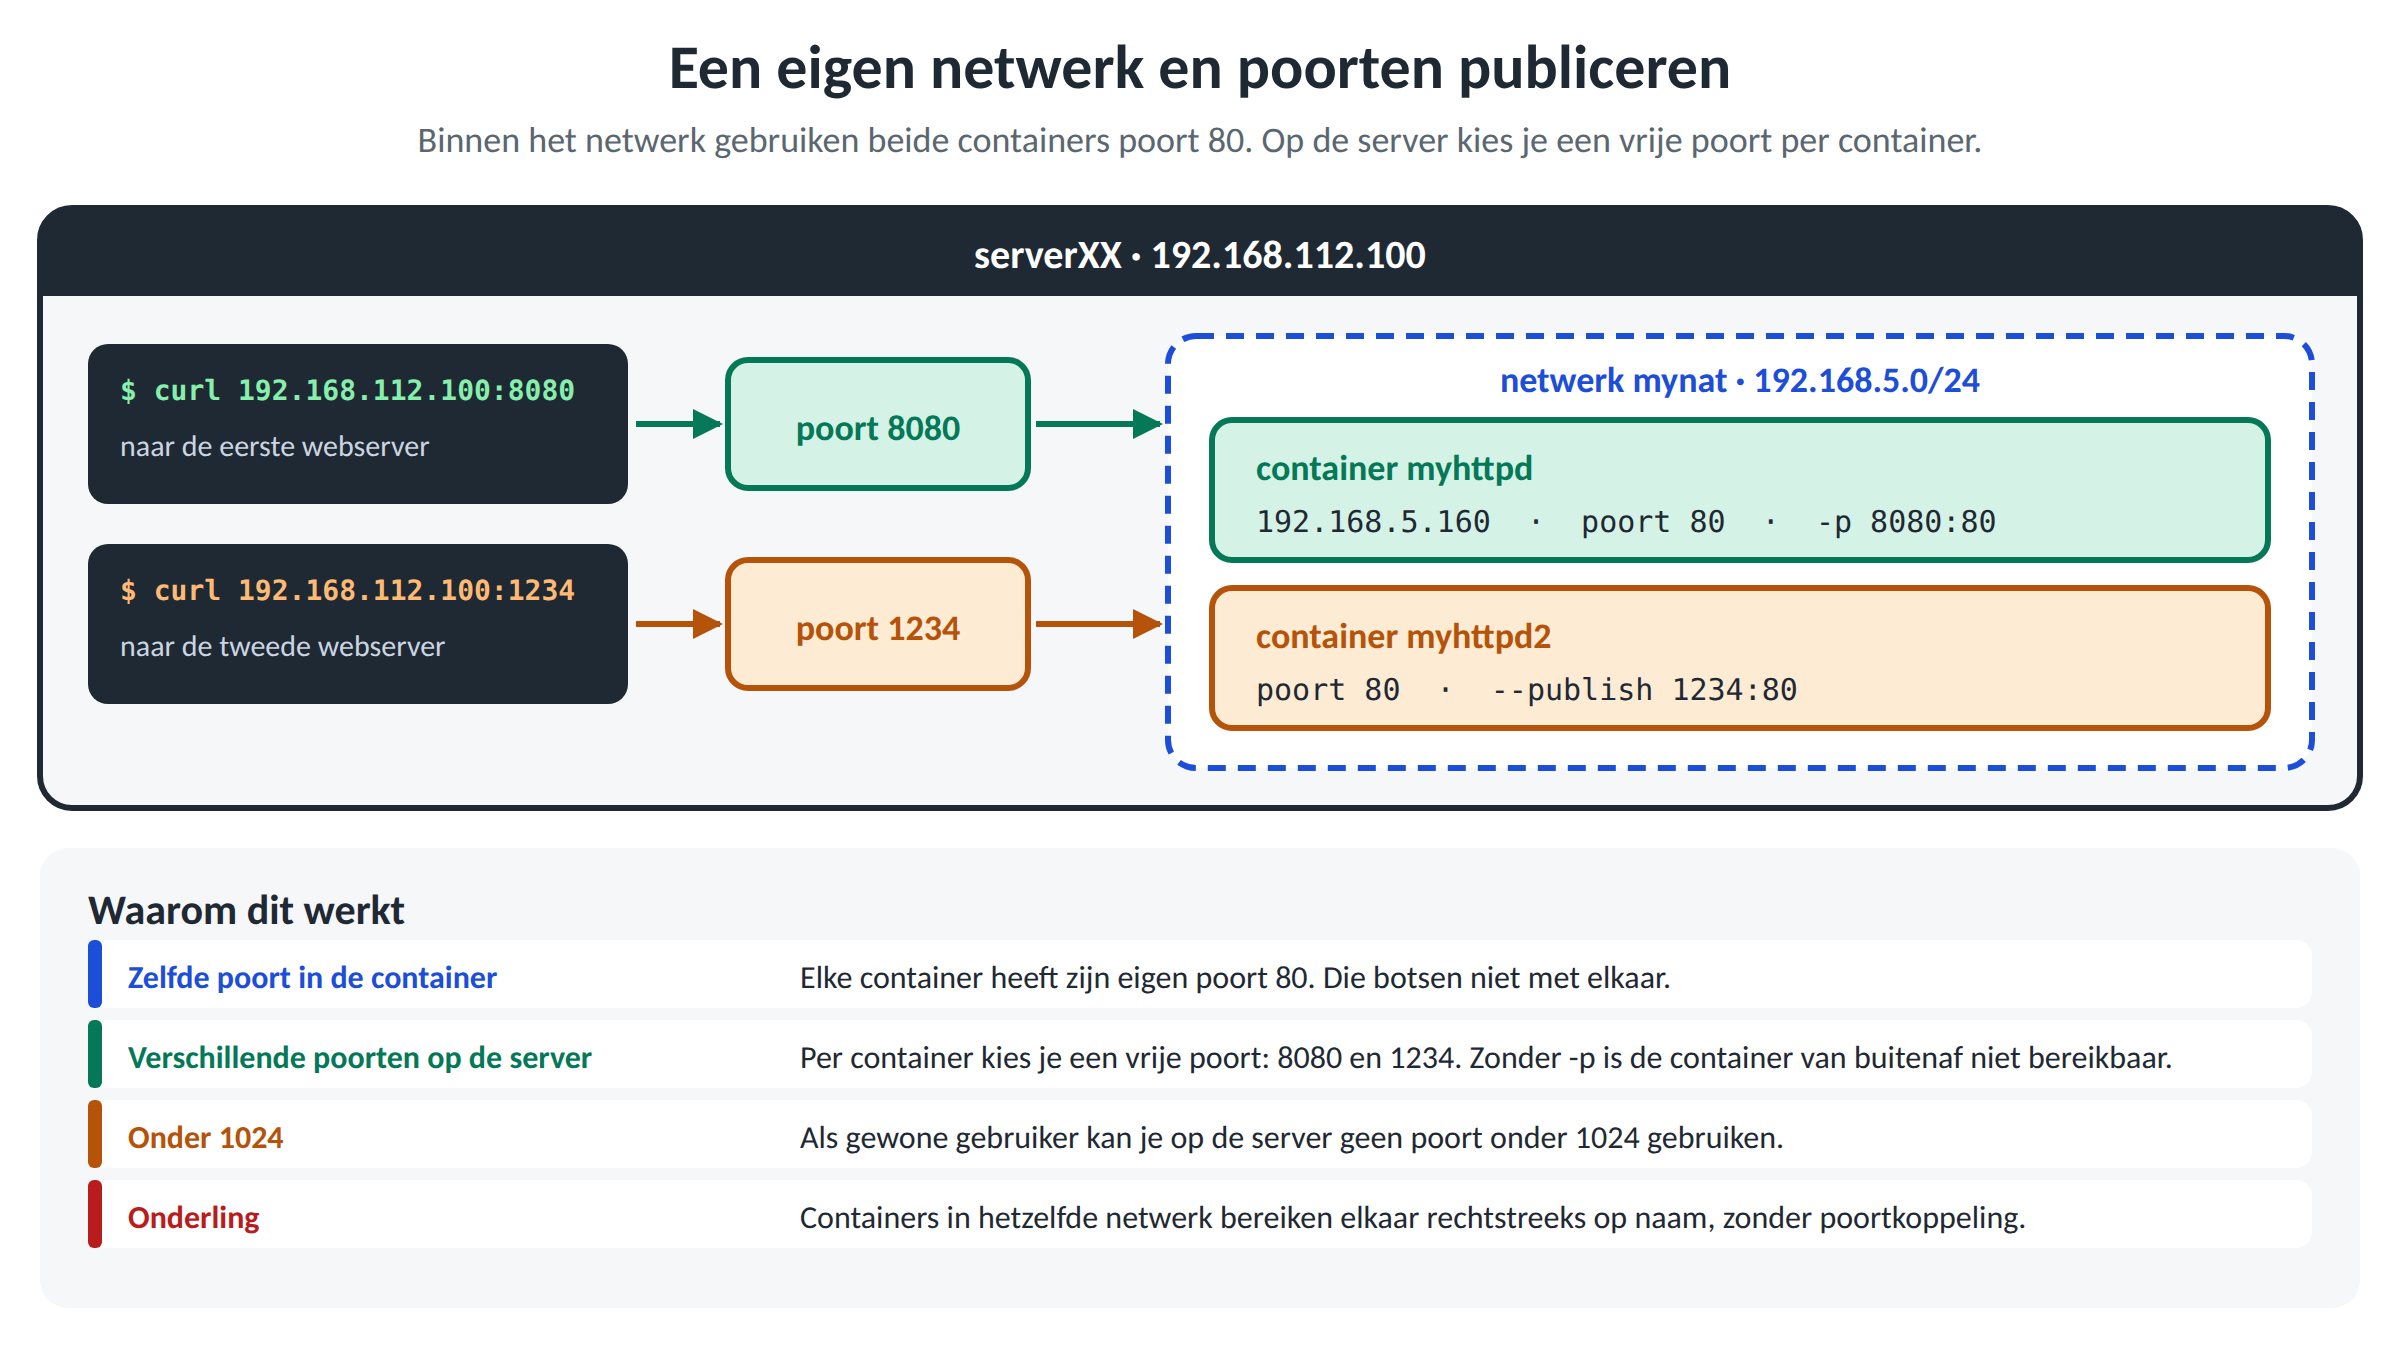 Een eigen netwerk en poorten publiceren
Binnen het netwerk gebruiken beide containers poort 80. Op de server kies je een vrije poort per container.
serverXX · 192.168.112.100
$ curl 192.168.112.100:8080
naar de eerste webserver
poort 8080
netwerk mynat · 192.168.5.0/24
container myhttpd
192.168.5.160 · poort 80 · -p 8080:80
$ curl 192.168.112.100:1234
naar de tweede webserver
poort 1234
container myhttpd2
poort 80 · --publish 1234:80
Waarom dit werkt
Zelfde poort in de container Elke container heeft zijn eigen poort 80. Die botsen niet met elkaar.
Verschillende poorten op de server Per container kies je een vrije poort: 8080 en 1234. Zonder -p is de container van buitenaf niet bereikbaar.
Onder 1024 Als gewone gebruiker kan je op de server geen poort onder 1024 gebruiken.
Onderling Containers in hetzelfde netwerk bereiken elkaar rechtstreeks op naam, zonder poortkoppeling.